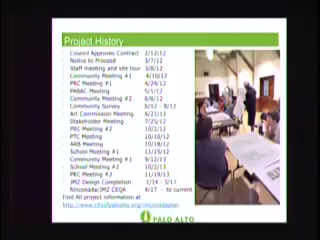 Project History
Council Approves Contract 2/12/12
Notice to Proceed 3/7/12
Staff meeting and site tour 3/8/12
Community Meeting #1 4/10/12
PRC Meeting #1 4/24/12
PABAC Meeting 5/1/12
Community Meeting #2 6/6/12
Community Survey 6/12 - 8/12
Art Commission Meeting 6/21/12
Stakeholder Meeting 7/25/12
PRC Meeting #2 10/2/12
PTC Meeting 10/10/12
ARB Meeting 10/18/12
School Meeting #1 11/15/12
Community Meeting #3 9/12/13
School Meeting #2 10/2/13
PRC Meeting #3 11/19/13
JMZ Design Completion 1/14 - 3/17
Rinconada/JMZ CEQA 4/17 - to current
Find All project information at
PALO ALTO